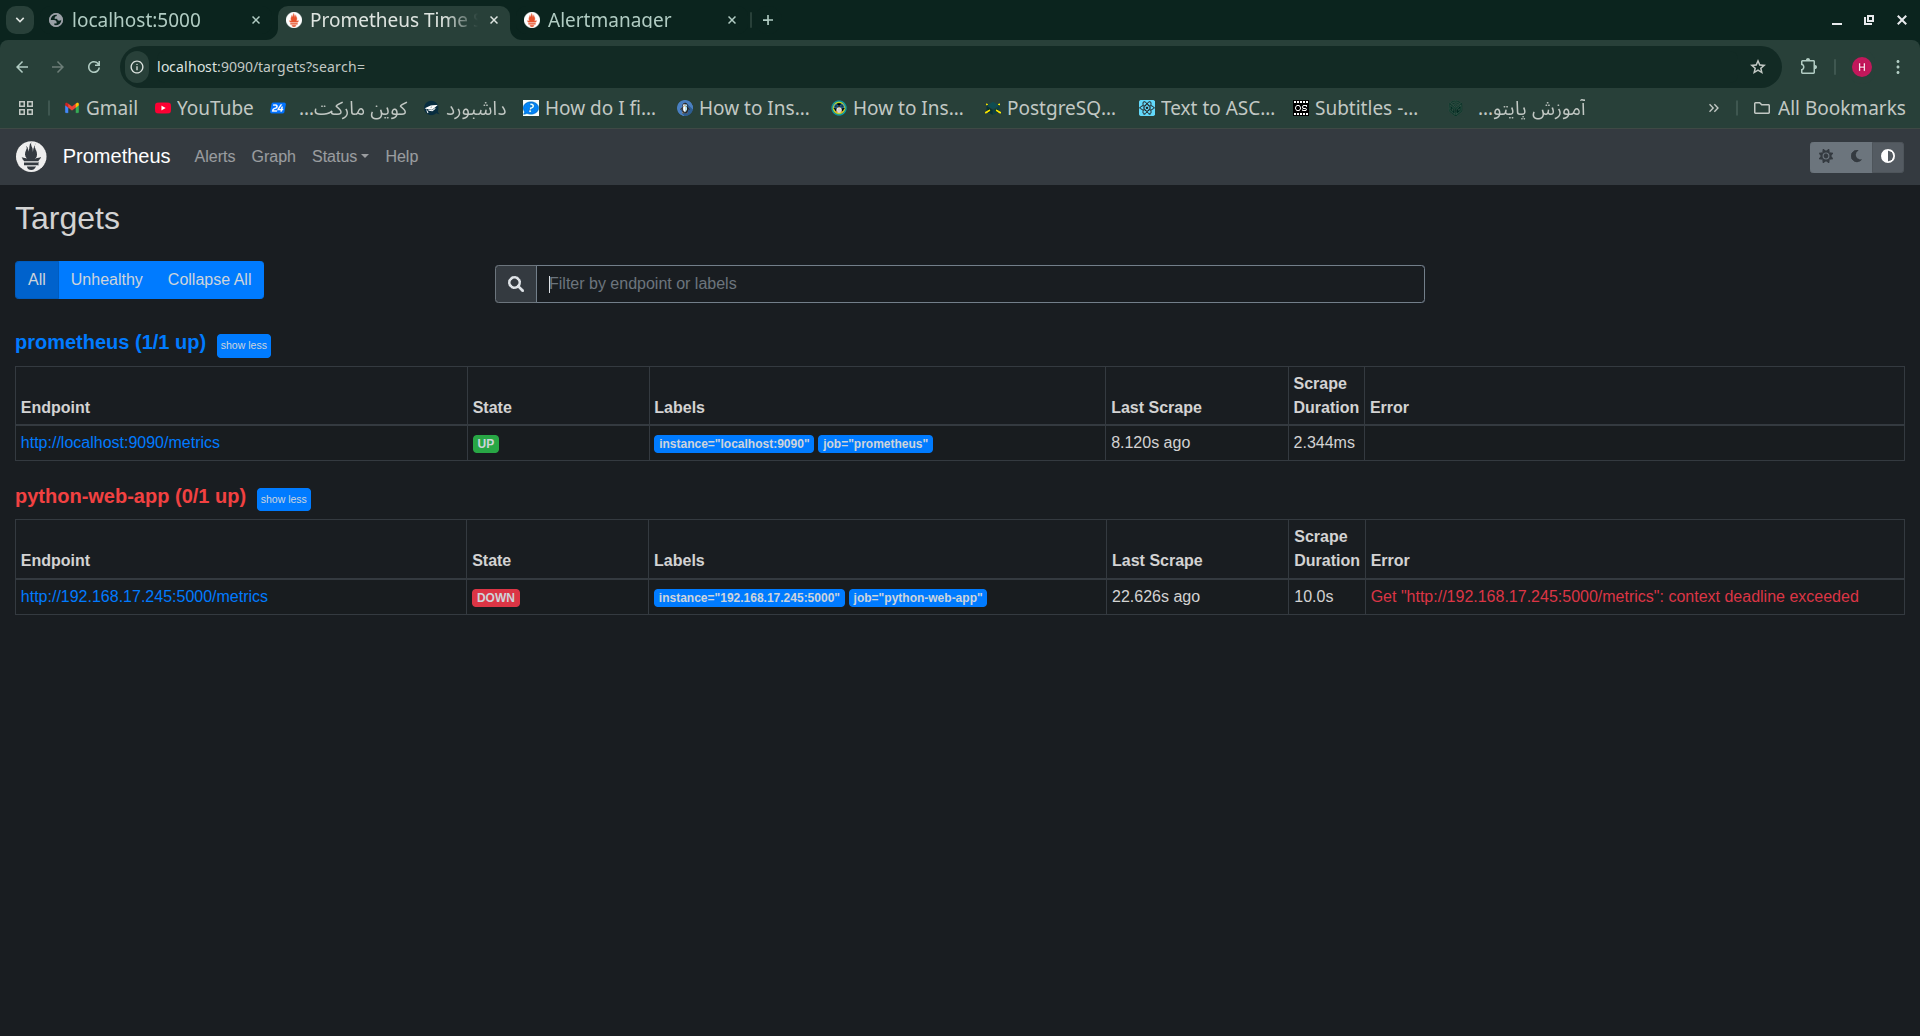 localhost:5000
Prometheus Time
Alertmanager
localhost:9090/targets?search=
Gmail
YouTube
24
کوین مارکت...
داشبورد
How do I fi...
How to Ins...
How to Ins...
PostgreSQ...
Text to ASC...
OS
Subtitles -...
آموزش پایتو...
»
All Bookmarks
H
Prometheus
Alerts
Graph
Status
Help
Targets
All
Unhealthy
Collapse All
Filter by endpoint or labels
prometheus (1/1 up)
show less
Endpoint
State
Labels
Last Scrape
Scrape
Duration
Error
http://localhost:9090/metrics
UP
instance="localhost:9090"
job="prometheus"
8.120s ago
2.344ms
python-web-app (0/1 up)
show less
Endpoint
State
Labels
Last Scrape
Scrape
Duration
Error
http://192.168.17.245:5000/metrics
DOWN
instance="192.168.17.245:5000"
job="python-web-app"
22.626s ago
10.0s
Get "http://192.168.17.245:5000/metrics": context deadline exceeded